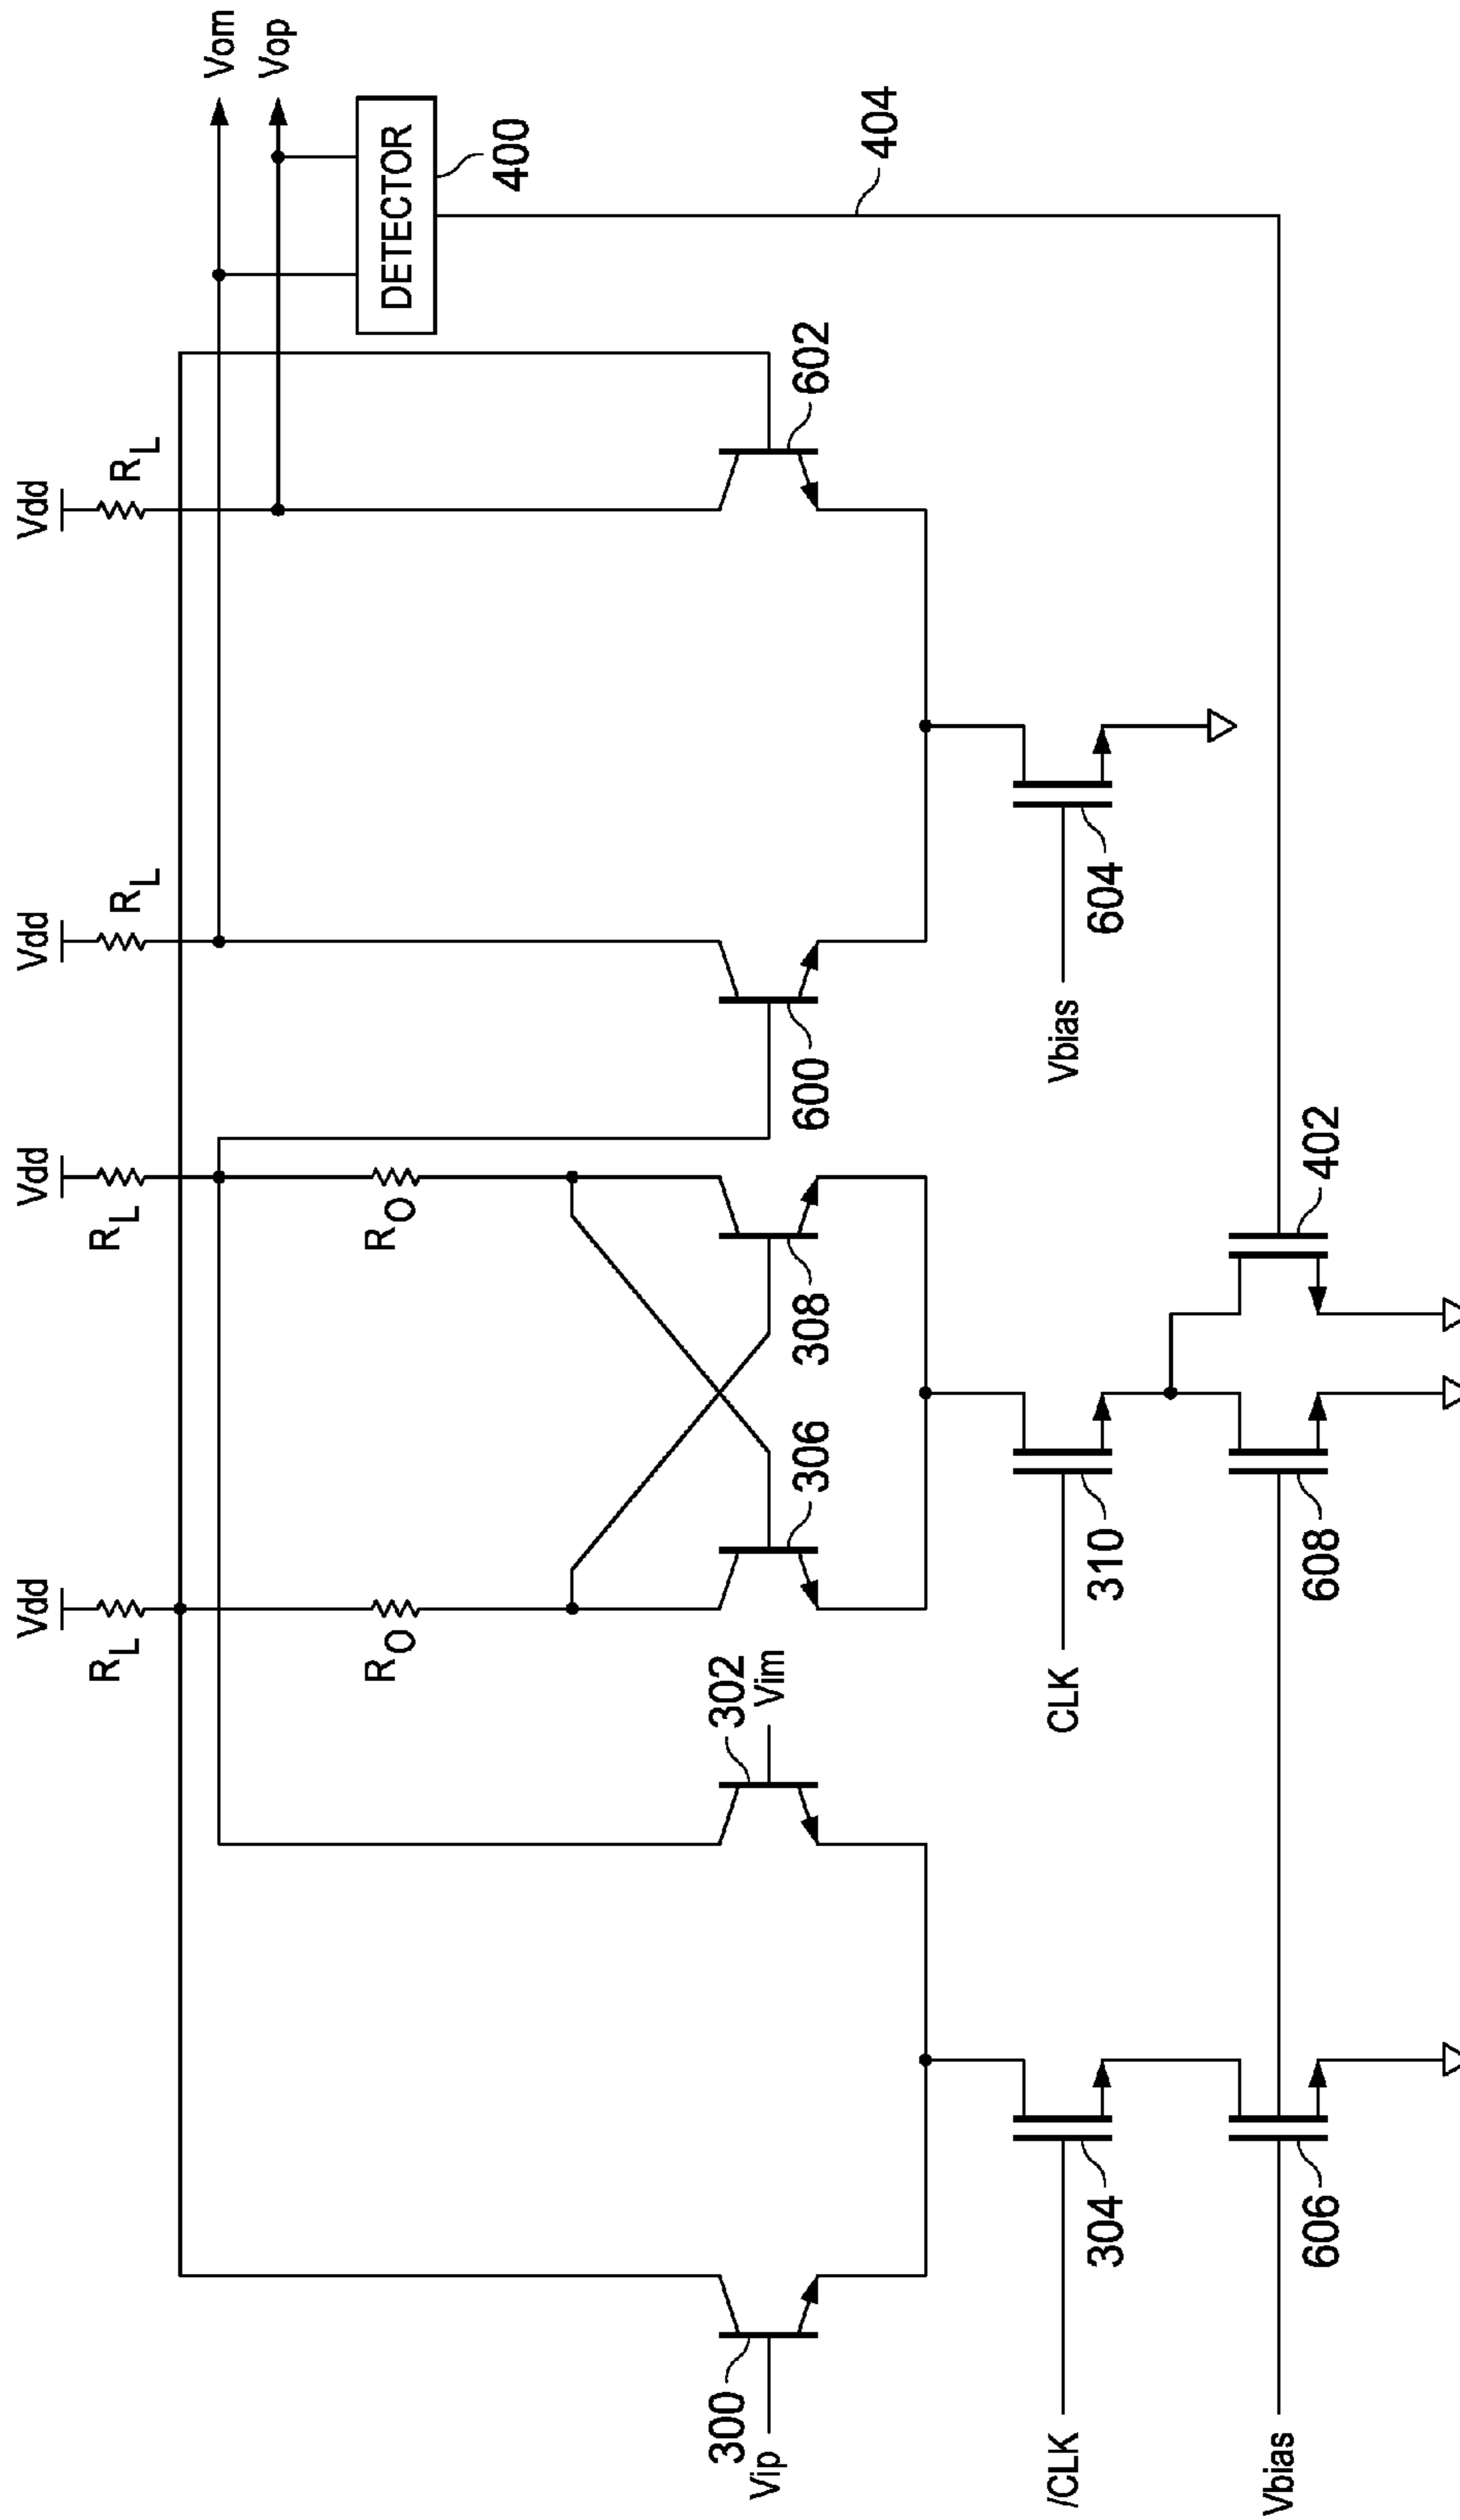 Vdd
Vdd
Vdd
Vdd
Vom
Vop
RL
RL
RL
RL
RO
RO
DETECTOR
400
404
300
Vip
302
Vim
306
308
600
602
/CLK
304
CLK
310
Vbias
604
Vbias
606
608
402